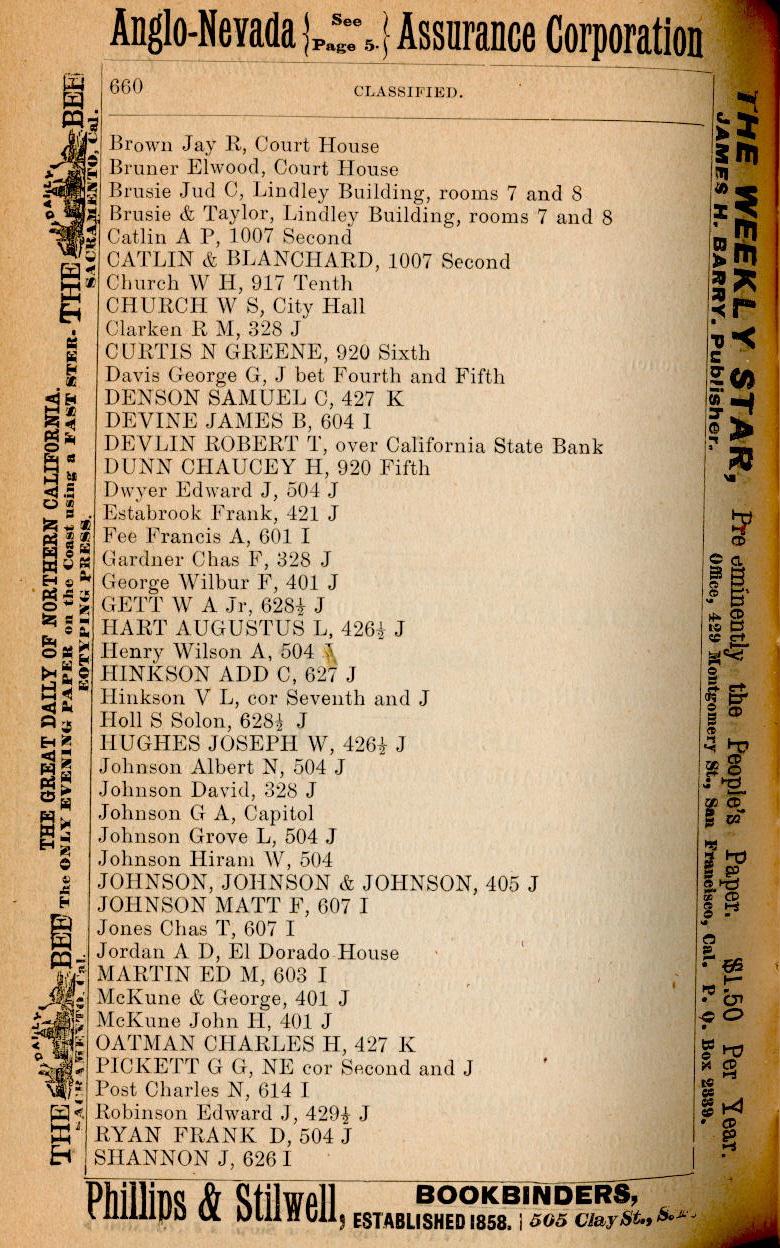 Anglo-Nevada { See Page 5. } Assurance Corporation
660 CLASSIFIED.
Brown Jay R, Court House
Bruner Elwood, Court House
Brusie Jud C, Lindley Building, rooms 7 and 8
Brusie & Taylor, Lindley Building, rooms 7 and 8
Catlin A P, 1007 Second
CATLIN & BLANCHARD, 1007 Second
Church W H, 917 Tenth
CHURCH W S, City Hall
Clarken R M, 328 J
CURTIS N GREENE, 920 Sixth
Davis George G, J bet Fourth and Fifth
DENSON SAMUEL C, 427 K
DEVINE JAMES B, 604 I
DEVLIN ROBERT T, over California State Bank
DUNN CHAUCEY H, 920 Fifth
Dwyer Edward J, 504 J
Estabrook Frank, 421 J
Fee Francis A, 601 I
Gardner Chas F, 328 J
George Wilbur F, 401 J
GETT W A Jr, 628½ J
HART AUGUSTUS L, 426½ J
Henry Wilson A, 504
HINKSON ADD C, 627 J
Hinkson V L, cor Seventh and J
Holl S Solon, 628½ J
HUGHES JOSEPH W, 426½ J
Johnson Albert N, 504 J
Johnson David, 328 J
Johnson G A, Capitol
Johnson Grove L, 504 J
Johnson Hiram W, 504
JOHNSON, JOHNSON & JOHNSON, 405 J
JOHNSON MATT F, 607 I
Jones Chas T, 607 I
Jordan A D, El Dorado House
MARTIN ED M, 603 I
McKune & George, 401 J
McKune John H, 401 J
OATMAN CHARLES H, 427 K
PICKETT G G, NE cor Second and J
Post Charles N, 614 I
Robinson Edward J, 429½ J
RYAN FRANK D, 504 J
SHANNON J, 626 I
THE DAILY BEE
SACRAMENTO, Cal.
THE GREAT DAILY OF NORTHERN CALIFORNIA.
The ONLY EVENING PAPER on the Coast using a FAST STER-
EOTYPING PRESS.
THE DAILY BEE
SACRAMENTO, Cal.
THE WEEKLY STAR, Pre eminently the People's Paper. $1.50 Per Year.
JAMES H. BARRY. Publisher. Office, 429 Montgomery St., San Francisco, Cal. P. O. Box 2339.
Phillips & Stilwell, BOOKBINDERS,
ESTABLISHED 1858. | 505 Clay St.,